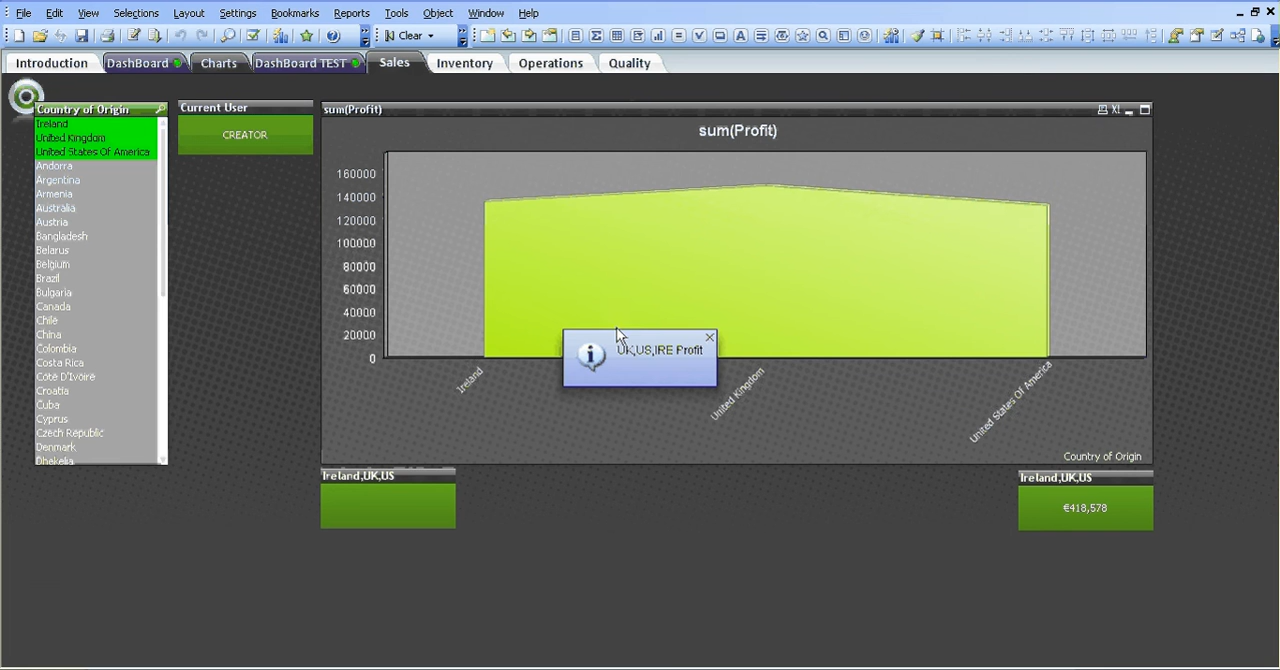 File Edit View Selections Layout Settings Bookmarks Reports Tools Object Window Help
Clear
Introduction DashBoard Charts DashBoard TEST Sales Inventory Operations Quality
Country of Origin
Ireland
United Kingdom
United States Of America
Andorra
Argentina
Armenia
Australia
Austria
Bangladesh
Belarus
Belgium
Brazil
Bulgaria
Canada
Chile
China
Colombia
Costa Rica
Cote D'Ivoire
Croatia
Cuba
Cyprus
Czech Republic
Denmark
Dhekelia
Current User
CREATOR
sum(Profit) XL
sum(Profit)
160000
140000
120000
100000
80000
60000
40000
20000
0
UK,US,IRE Profit
Ireland
United Kingdom
United States Of America
Country of Origin
Ireland,UK,US
Ireland,UK,US
€418,578